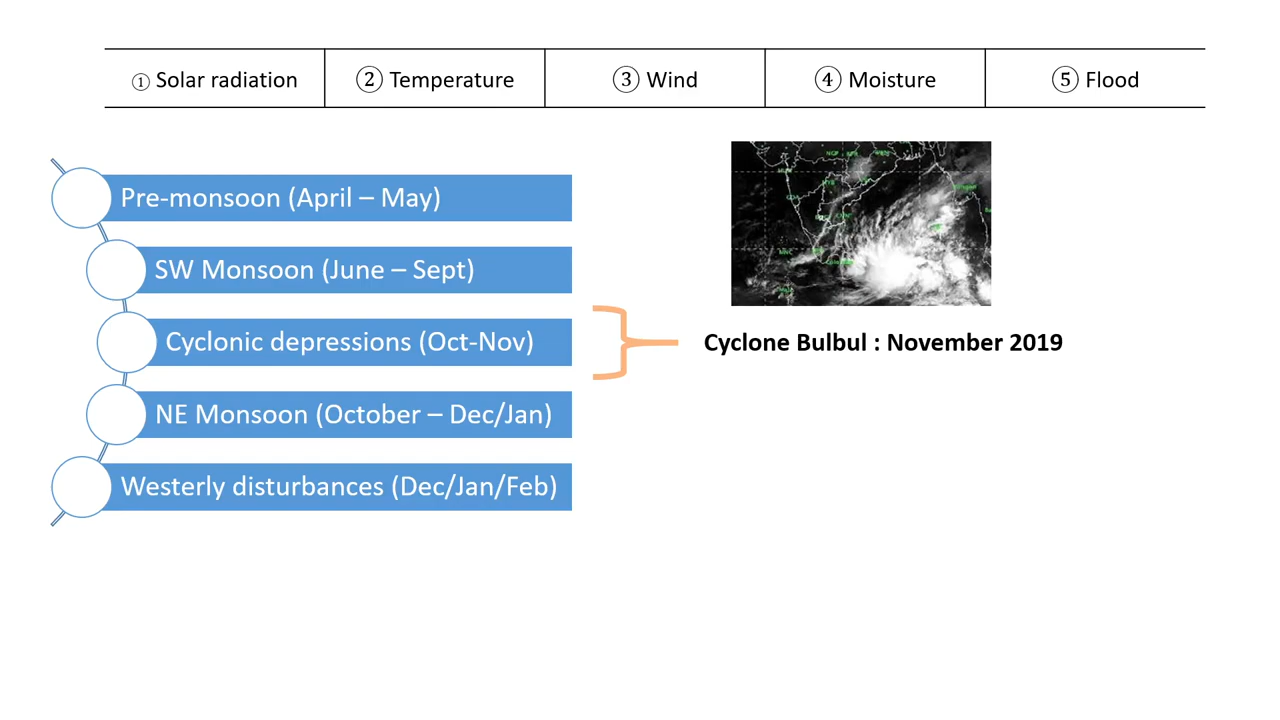 ① Solar radiation
② Temperature
③ Wind
④ Moisture
⑤ Flood
Pre-monsoon (April – May)
SW Monsoon (June – Sept)
Cyclonic depressions (Oct-Nov)
NE Monsoon (October – Dec/Jan)
Westerly disturbances (Dec/Jan/Feb)
Cyclone Bulbul : November 2019